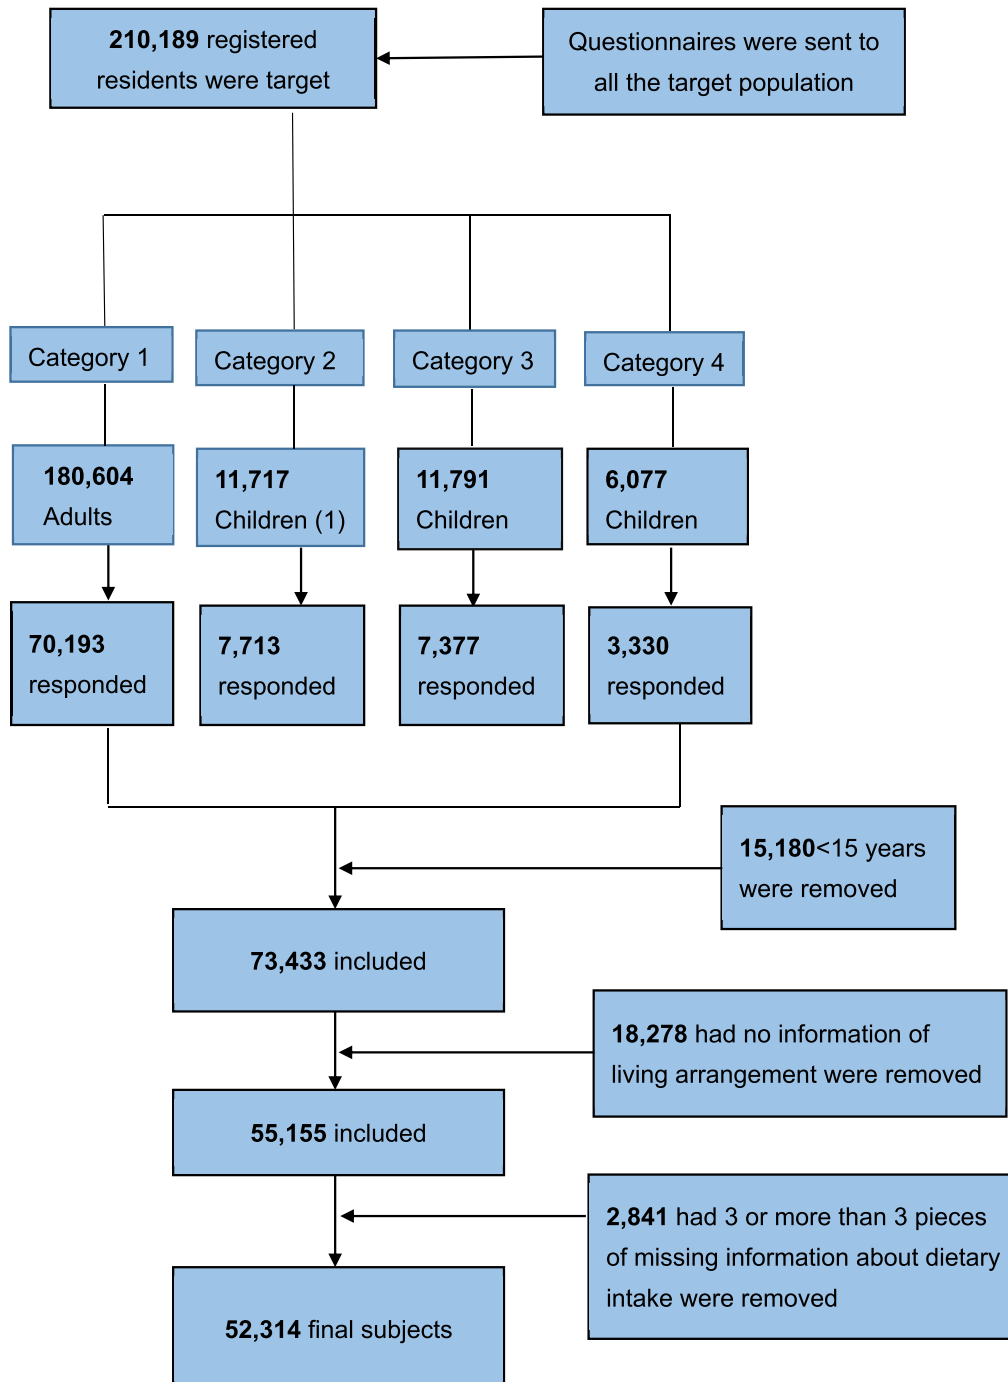 210,189 registered
residents were target
Questionnaires were sent to
all the target population
Category 1
Category 2
Category 3
Category 4
180,604
Adults
11,717
Children (1)
11,791
Children
6,077
Children
70,193
responded
7,713
responded
7,377
responded
3,330
responded
15,180<15 years
were removed
73,433 included
18,278 had no information of
living arrangement were removed
55,155 included
2,841 had 3 or more than 3 pieces
of missing information about dietary
intake were removed
52,314 final subjects